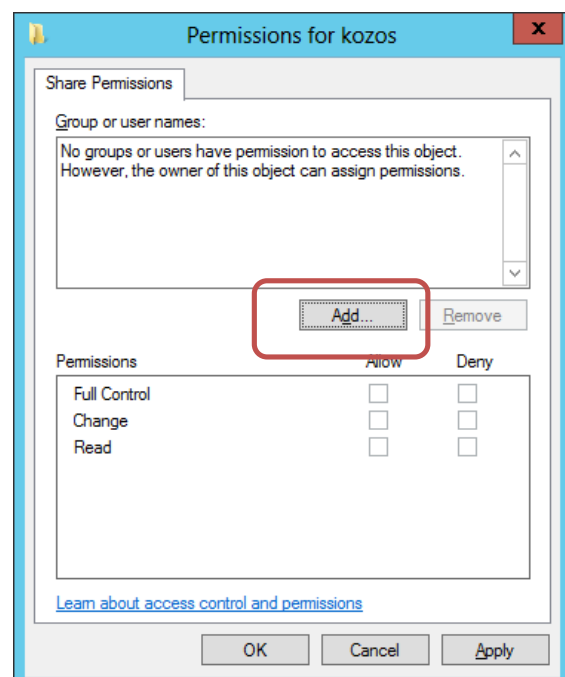 Permissions for kozos
x
Share Permissions
Group or user names:
No groups or users have permission to access this object.
However, the owner of this object can assign permissions.
Add...
Remove
Permissions Allow Deny
Full Control
Change
Read
Learn about access control and permissions
OK Cancel Apply